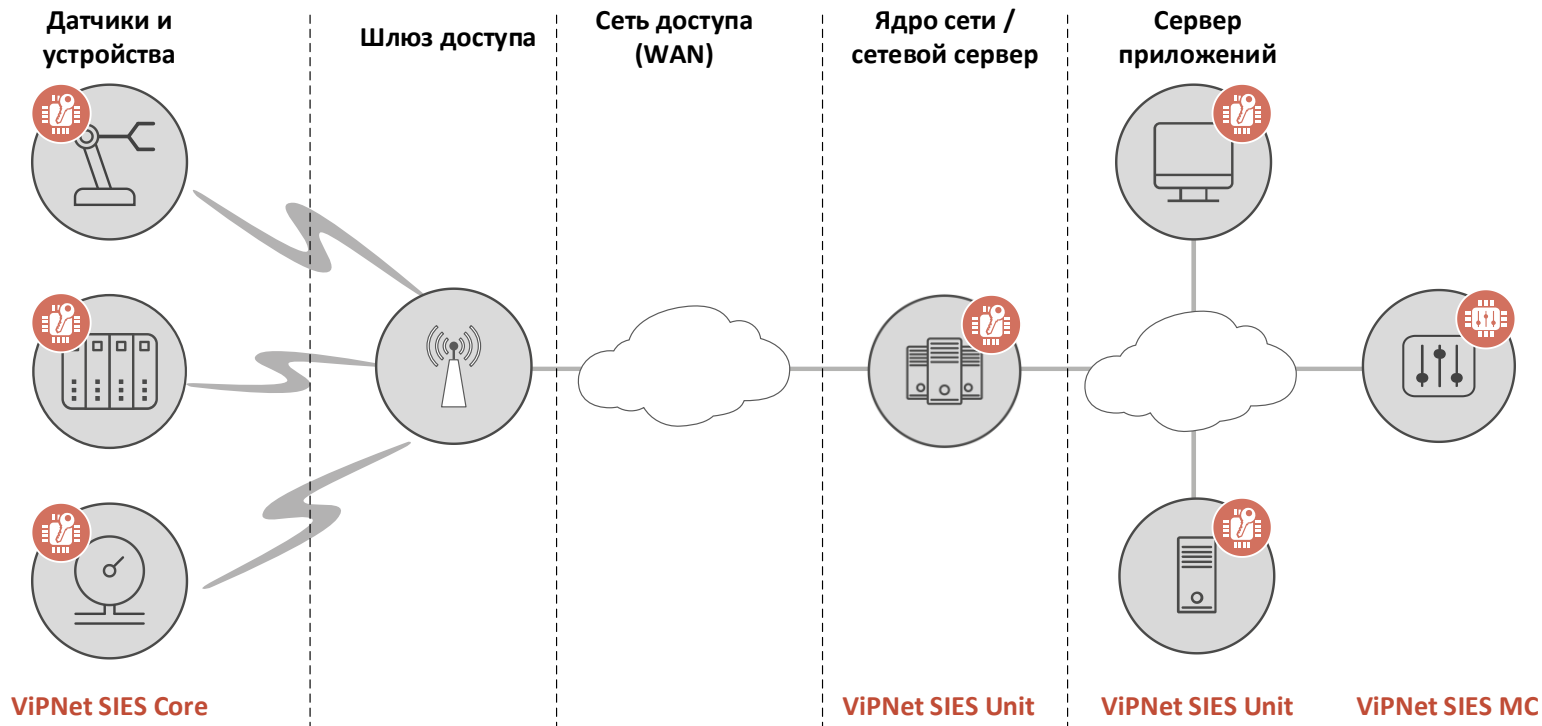 Датчики и
устройства
Шлюз доступа
Сеть доступа
(WAN)
Ядро сети /
сетевой сервер
Сервер
приложений
ViPNet SIES Core
ViPNet SIES Unit
ViPNet SIES Unit
ViPNet SIES MC